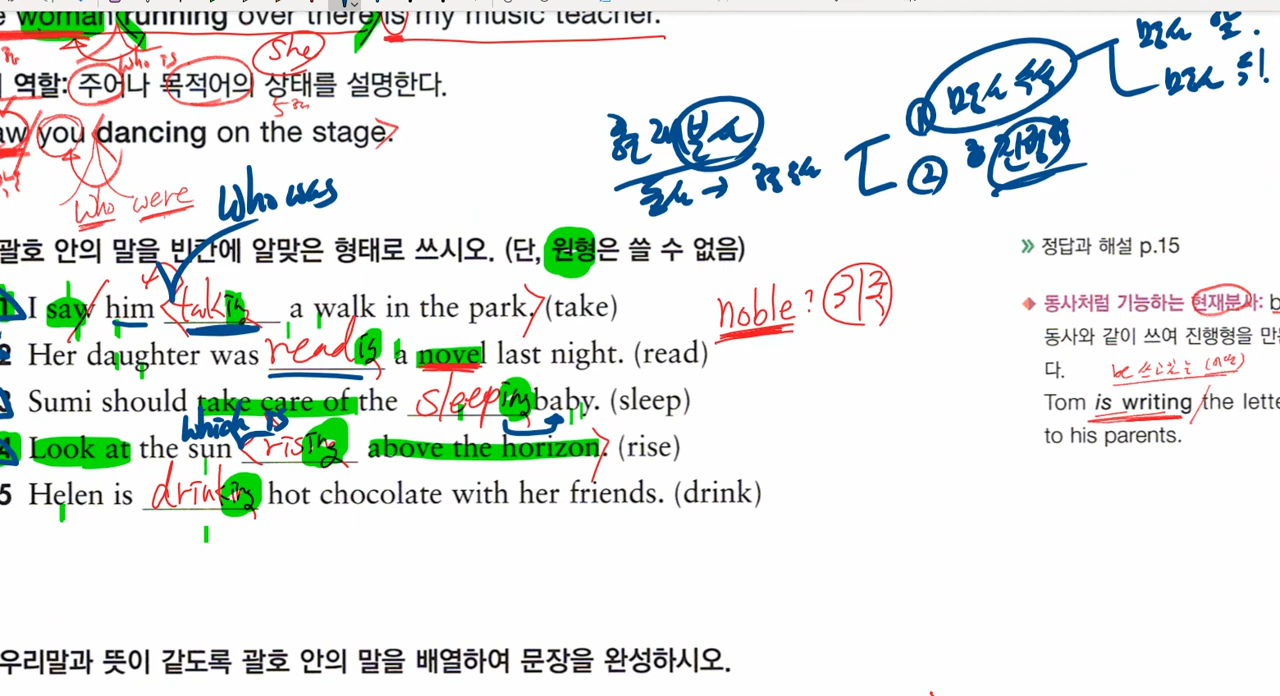 woman running over there is my music teacher.
who is she
역할: 주어나 목적어의 상태를 설명한다.
you dancing on the stage.
who were
who was
현재분사
동사 →
① 명사 수식
명사 앞.
명사 뒤!
② 진행형
괄호 안의 말을 빈칸에 알맞은 형태로 쓰시오. (단, 원형은 쓸 수 없음)
1 I saw him taking a walk in the park. (take)
noble?
2 Her daughter was readig a novel last night. (read)
3 Sumi should take care of the sleeping baby. (sleep)
which is
4 Look at the sun rising above the horizon. (rise)
5 Helen is drinking hot chocolate with her friends. (drink)
» 정답과 해설 p.15
동사처럼 기능하는 현재분사: b
동사와 같이 쓰여 진행형을 만
다.
be
Tom is writing the lette
to his parents.
우리말과 뜻이 같도록 괄호 안의 말을 배열하여 문장을 완성하시오.